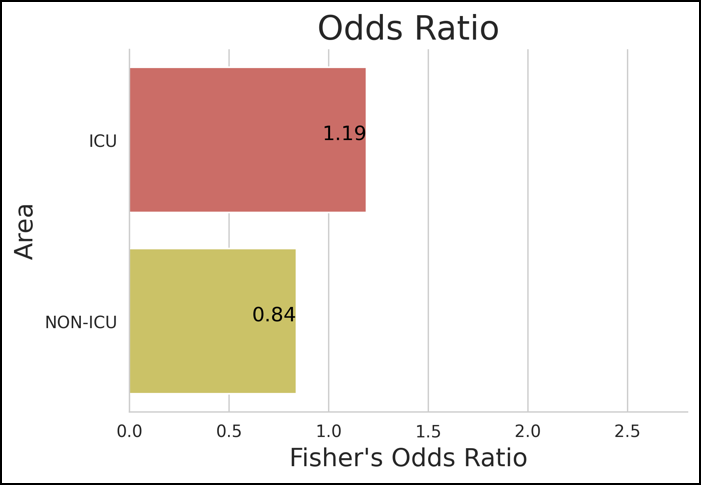 Odds Ratio
Area
ICU
1.19
NON-ICU
0.84
0.0 0.5 1.0 1.5 2.0 2.5
Fisher's Odds Ratio